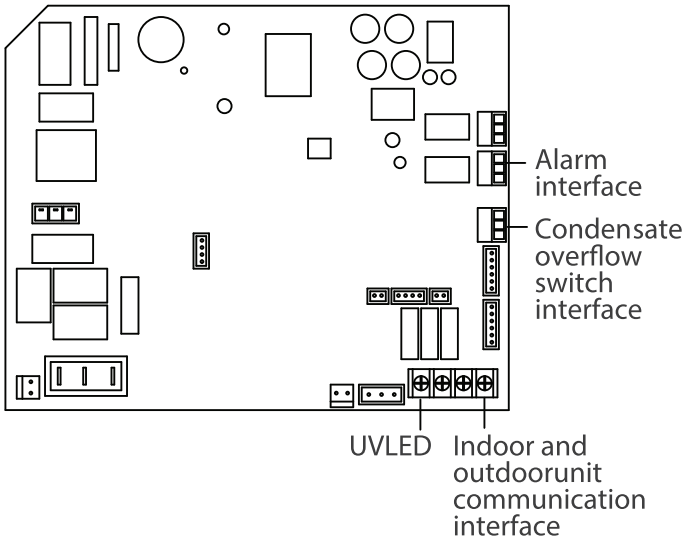 Alarm
interface
Condensate
overflow
switch
interface
UVLED
Indoor and
outdoorunit
communication
interface